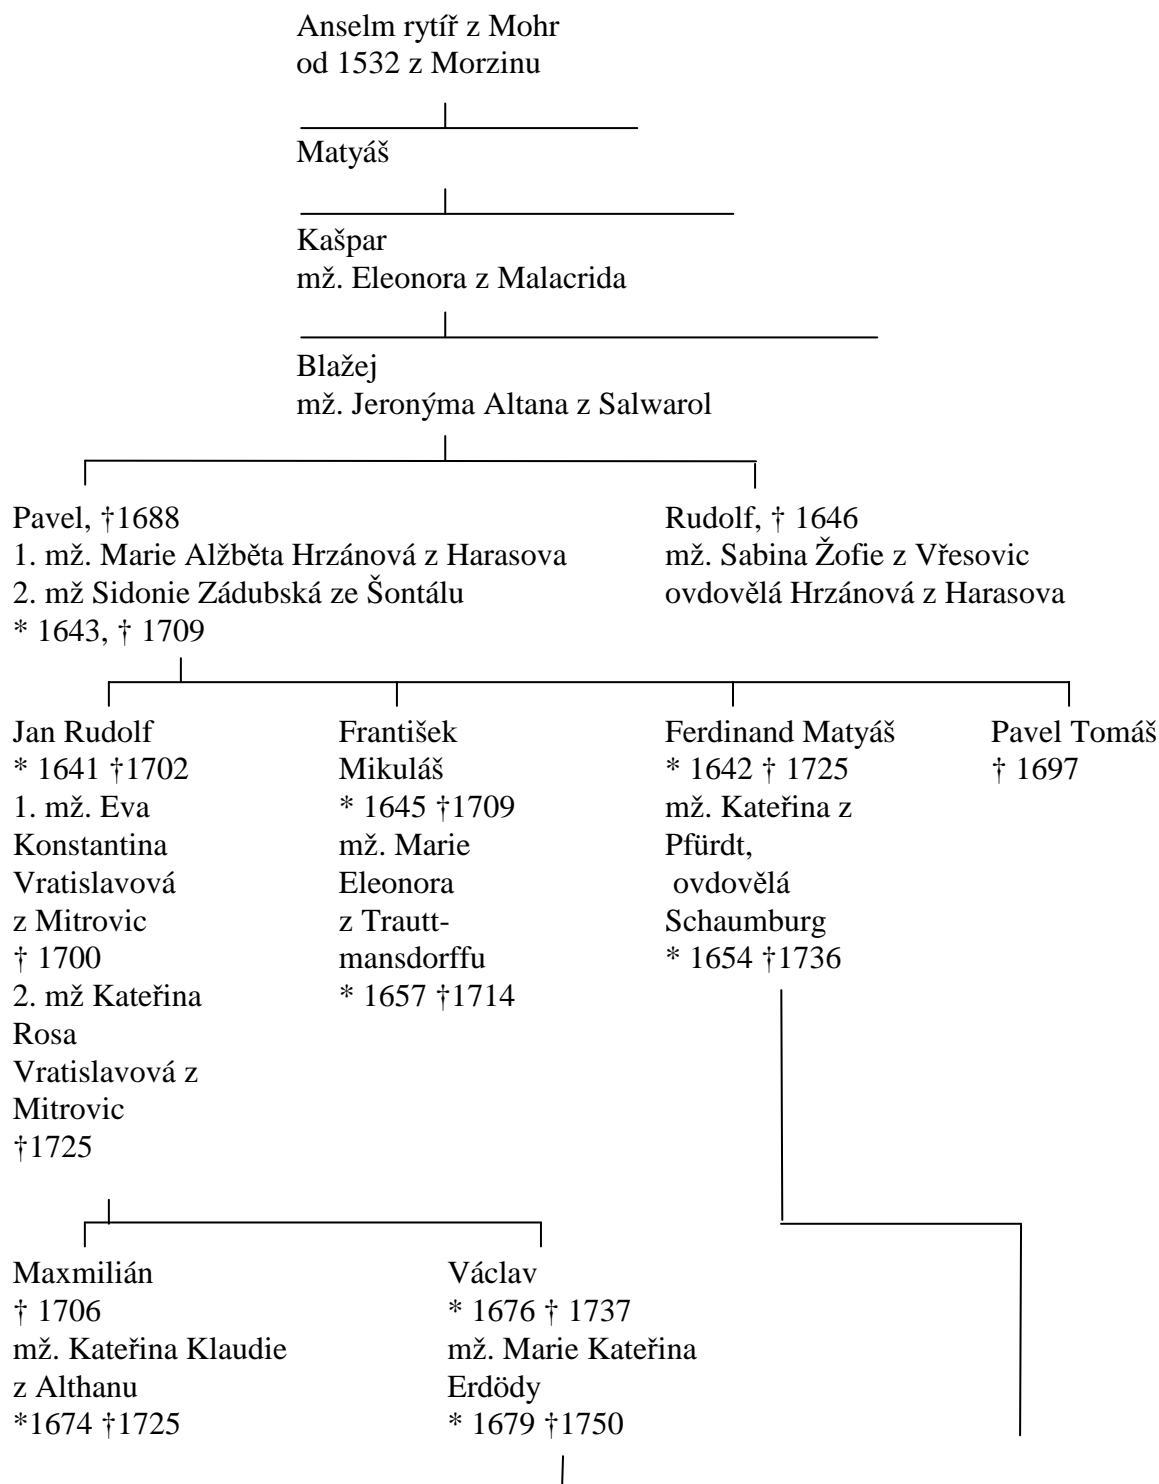 Anselm rytíř z Mohr
od 1532 z Morzinu
Matyáš
Kašpar
mž. Eleonora z Malacrida
Blažej
mž. Jeronýma Altana z Salwarol
Pavel, †1688
1. mž. Marie Alžběta Hrzánová z Harasova
2. mž Sidonie Zádubská ze Šontálu
* 1643, † 1709
Rudolf, † 1646
mž. Sabina Žofie z Vřesovic
ovdovělá Hrzánová z Harasova
Jan Rudolf
* 1641 †1702
1. mž. Eva
Konstantina
Vratislavová
z Mitrovic
† 1700
2. mž Kateřina
Rosa
Vratislavová z
Mitrovic
†1725
František
Mikuláš
* 1645 †1709
mž. Marie
Eleonora
z Trautt-
mansdorffu
* 1657 †1714
Ferdinand Matyáš
* 1642 † 1725
mž. Kateřina z
Pfürdt,
ovdovělá
Schaumburg
* 1654 †1736
Pavel Tomáš
† 1697
Maxmilián
† 1706
mž. Kateřina Klaudie
z Althanu
*1674 †1725
Václav
* 1676 † 1737
mž. Marie Kateřina
Erdödy
* 1679 †1750